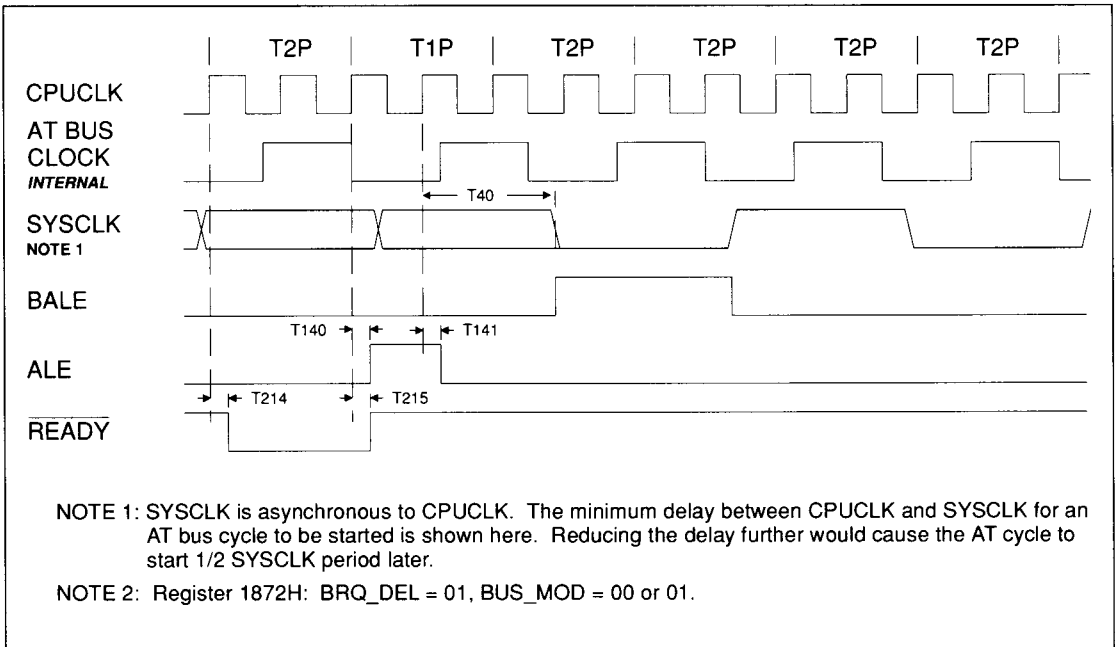 T2P T1P T2P T2P T2P T2P
CPUCLK
AT BUS
CLOCK
INTERNAL
T40
SYSCLK
NOTE 1
BALE
T140 T141
ALE
T214 T215
READY
NOTE 1: SYSCLK is asynchronous to CPUCLK. The minimum delay between CPUCLK and SYSCLK for an
AT bus cycle to be started is shown here. Reducing the delay further would cause the AT cycle to
start 1/2 SYSCLK period later.
NOTE 2: Register 1872H: BRQ_DEL = 01, BUS_MOD = 00 or 01.